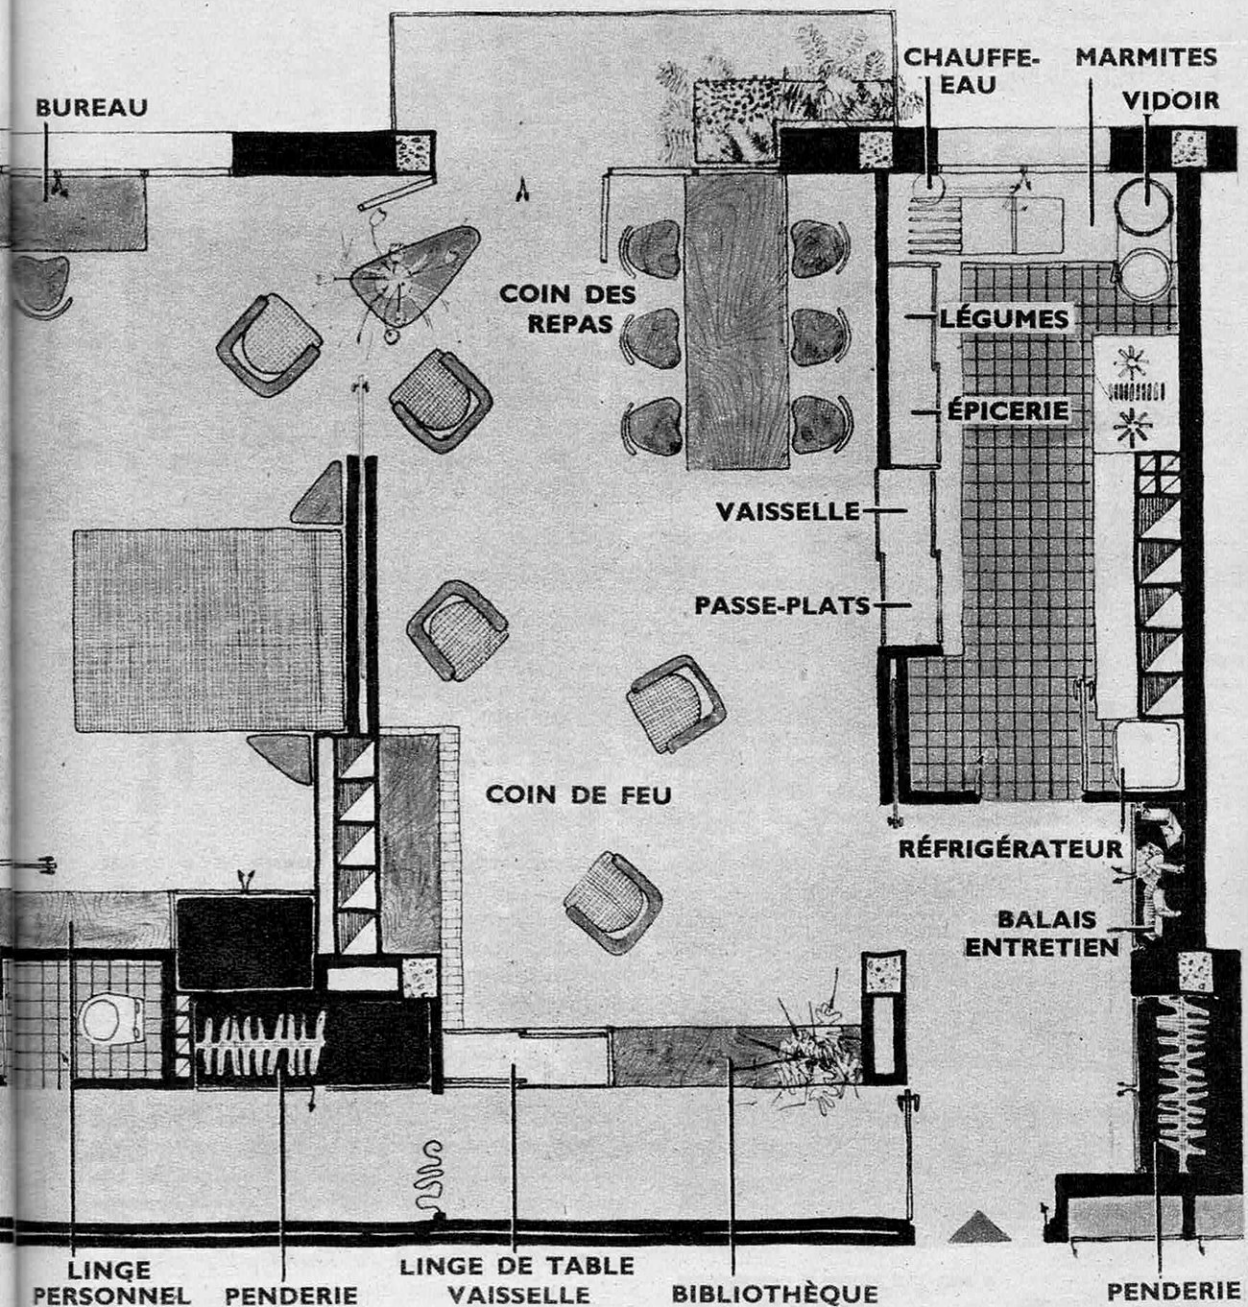 CHAUFFE-
EAU
MARMITES
BUREAU
VIDOIR
COIN DES
REPAS
LÉGUMES
ÉPICERIE
VAISSELLE
PASSE-PLATS
COIN DE FEU
RÉFRIGÉRATEUR
BALAIS
ENTRETIEN
LINGE
PERSONNEL
PENDERIE
LINGE DE TABLE
VAISSELLE
BIBLIOTHÈQUE
PENDERIE